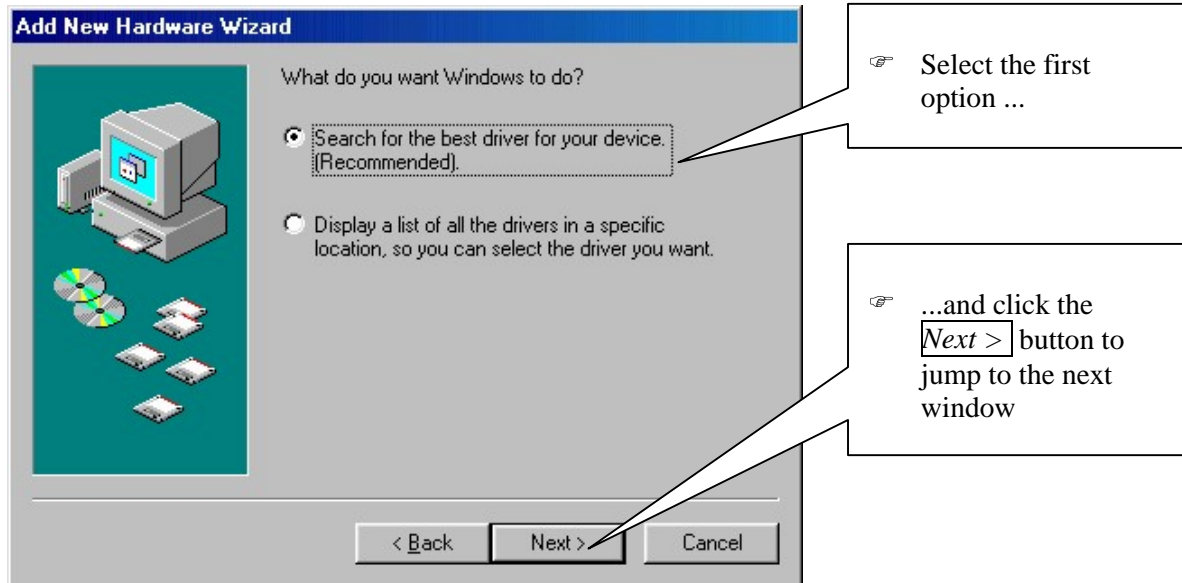 Add New Hardware Wizard
What do you want Windows to do?
Search for the best driver for your device.
(Recommended).
Display a list of all the drivers in a specific
location, so you can select the driver you want.
< Back
Next >
Cancel
☞ Select the first
option ...
☞ ...and click the
Next > button to
jump to the next
window